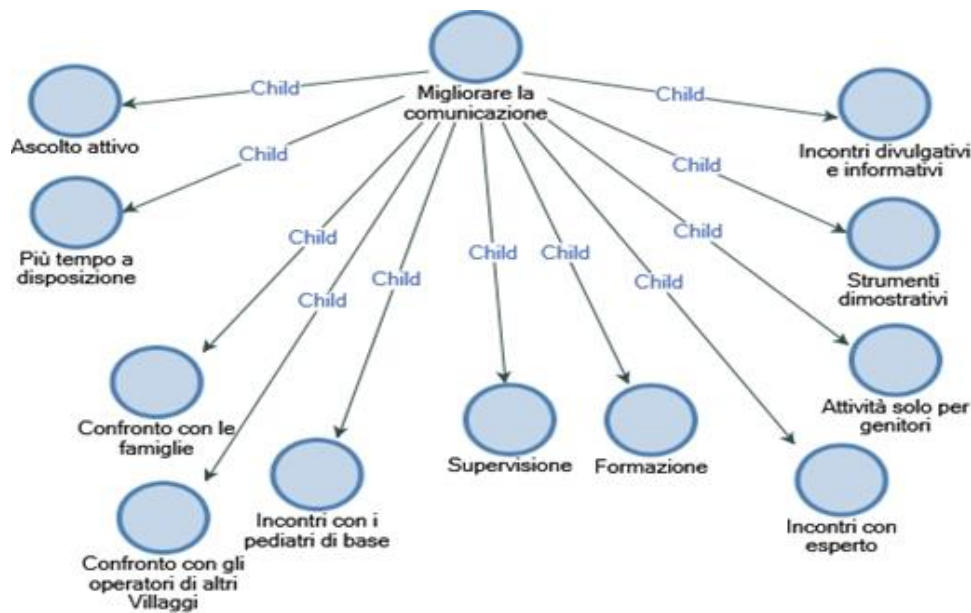 Migliorare la
comunicazione
Child
Child
Child
Child
Child
Child
Child
Child
Child
Child
Child
Ascolto attivo
Più tempo a
disposizione
Confronto con le
famiglie
Confronto con gli
operatori di altri
Villaggi
Incontri con i
pediatri di base
Supervisione
Formazione
Incontri con
esperto
Attività solo per
genitori
Strumenti
dimostrativi
Incontri divulgativi
e informativi